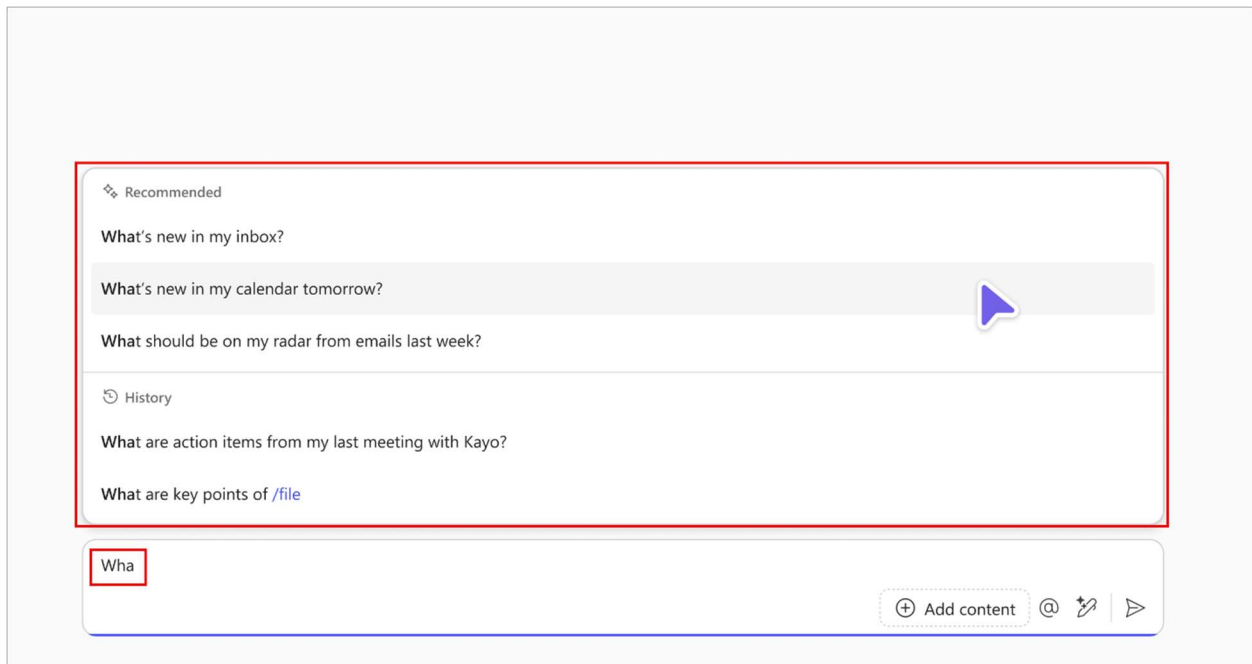 Recommended
What's new in my inbox?
What's new in my calendar tomorrow?
What should be on my radar from emails last week?
History
What are action items from my last meeting with Kayo?
What are key points of /file
Wha
Add content @